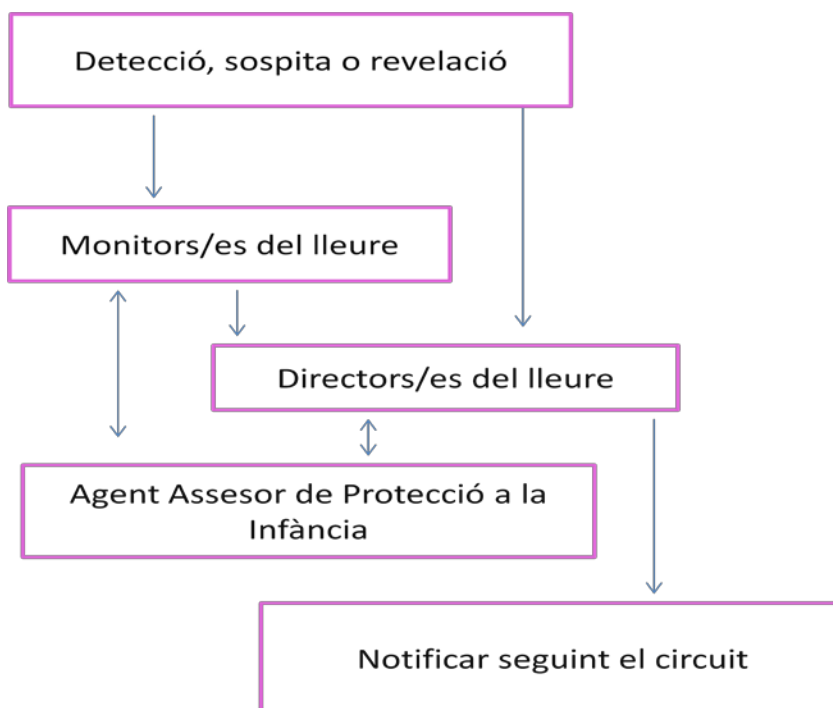 Detecció, sospita o revelació
Monitors/es del lleure
Directors/es del lleure
Agent Assesor de Protecció a la
Infància
Notificar seguint el circuit